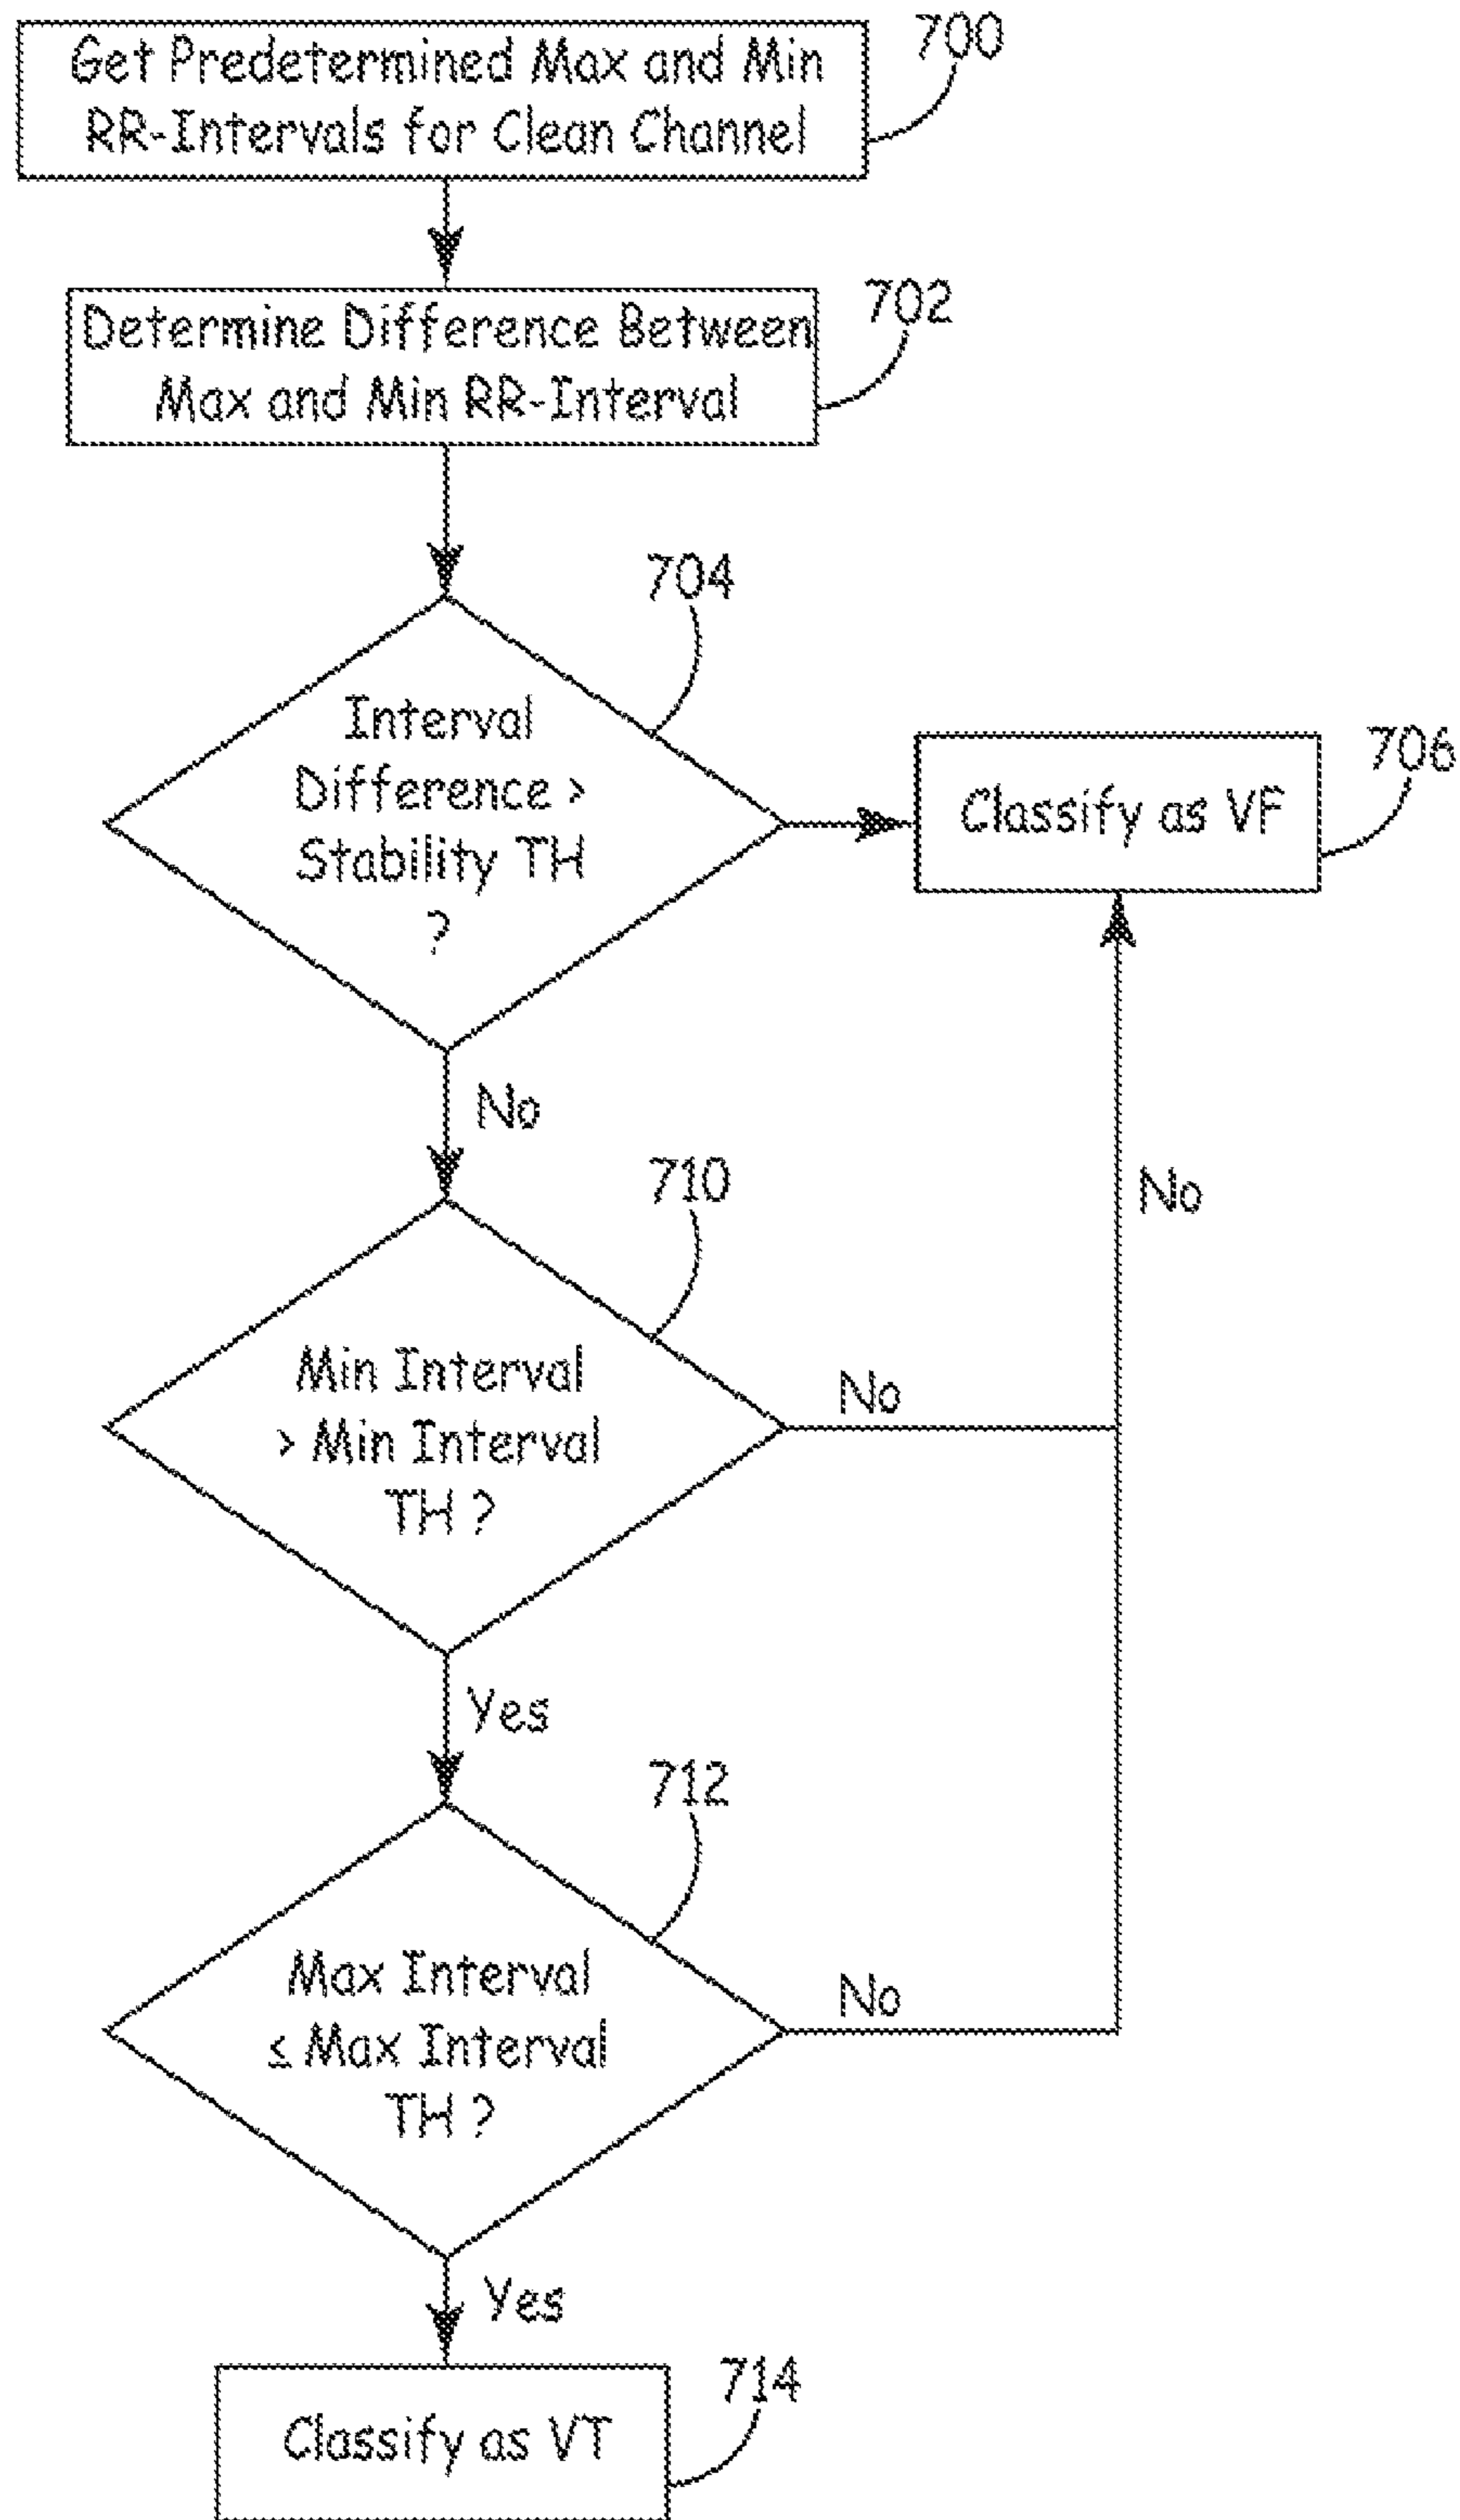 Get Predetermined Max and Min
RR-Intervals for Clean Channel
700
Determine Difference Between
Max and Min RR-Interval
702
704
Interval
Difference >
Stability TH
?
Classify as VF
706
No
710
No
Min Interval
> Min Interval
TH ?
No
Yes
712
Max Interval
≤ Max Interval
TH ?
No
Yes
714
Classify as VT